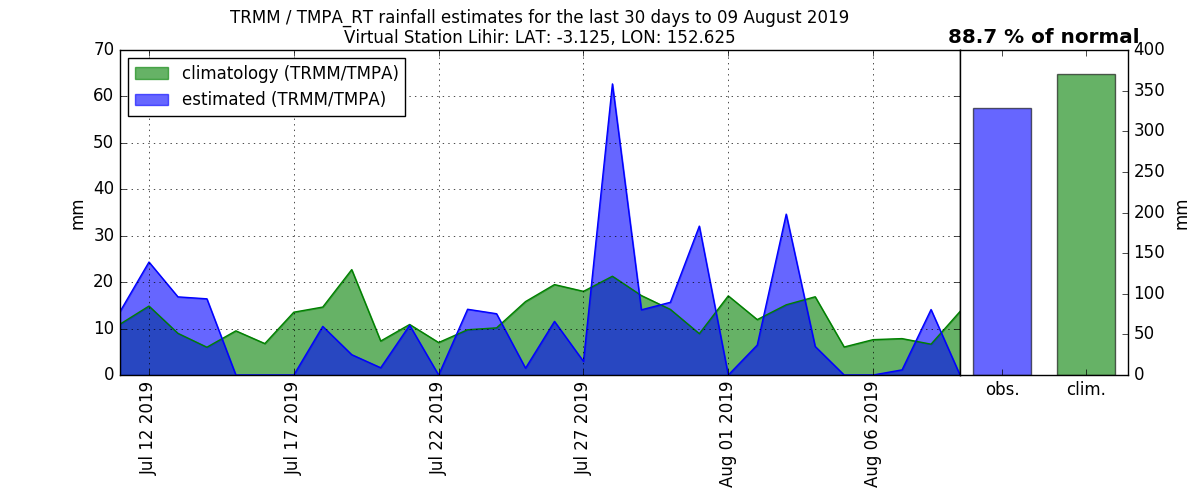 TRMM / TMPA_RT rainfall estimates for the last 30 days to 09 August 2019
Virtual Station Lihir: LAT: -3.125, LON: 152.625
88.7 % of normal
climatology (TRMM/TMPA)
estimated (TRMM/TMPA)
mm
70
60
50
40
30
20
10
0
Jul 12 2019
Jul 17 2019
Jul 22 2019
Jul 27 2019
Aug 01 2019
Aug 06 2019
obs.
clim.
400
350
300
250
200
150
100
50
0
mm